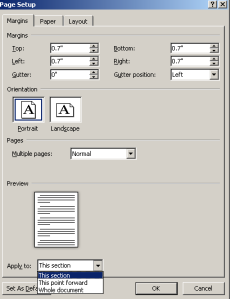 Page Setup
Margins Paper Layout
Margins
Top: 0.7" Bottom: 0.7"
Left: 0.7" Right: 0.7"
Gutter: 0" Gutter position: Left
Orientation
A A
Portrait Landscape
Pages
Multiple pages: Normal
Preview
Apply to: This section
This section
This point forward
Whole document
Set As Defa OK Cancel